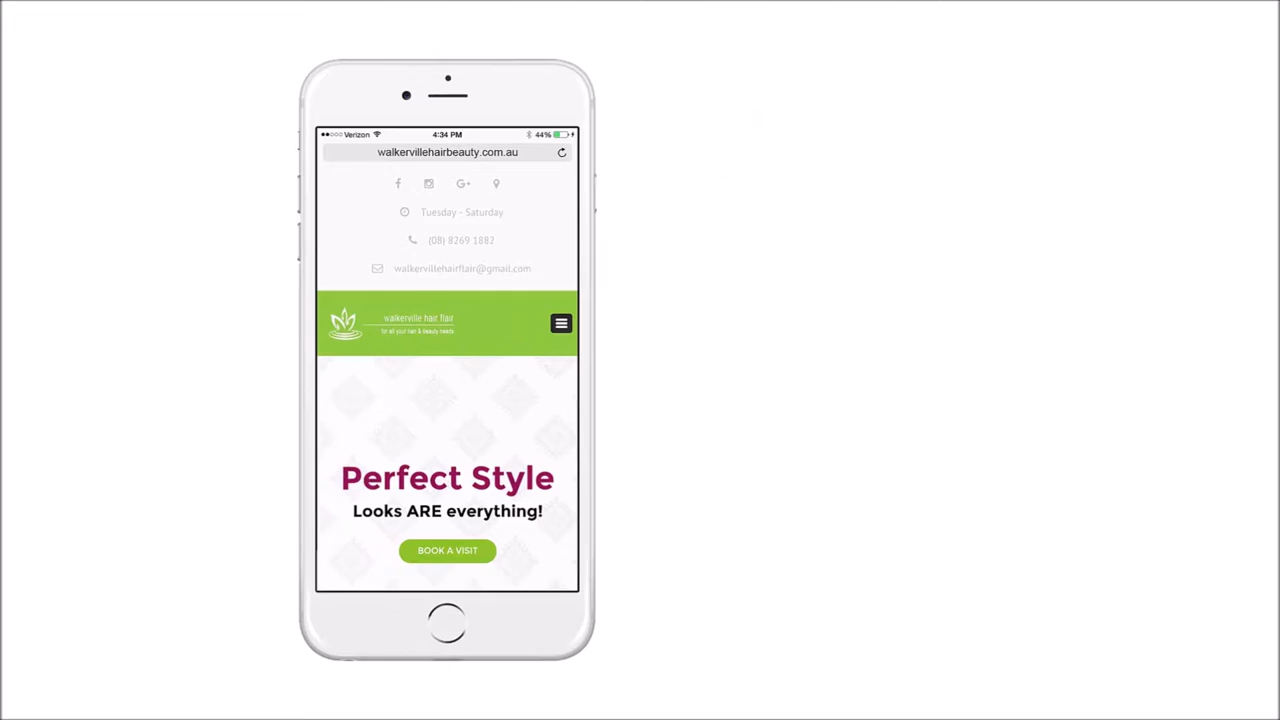 Verizon 4:34 PM 44%
walkervillehairbeauty.com.au
Tuesday - Saturday
(08) 8269 1882
walkervillehairflair@gmail.com
walkerville hair flair
for all your hair & beauty needs
Perfect Style
Looks ARE everything!
BOOK A VISIT